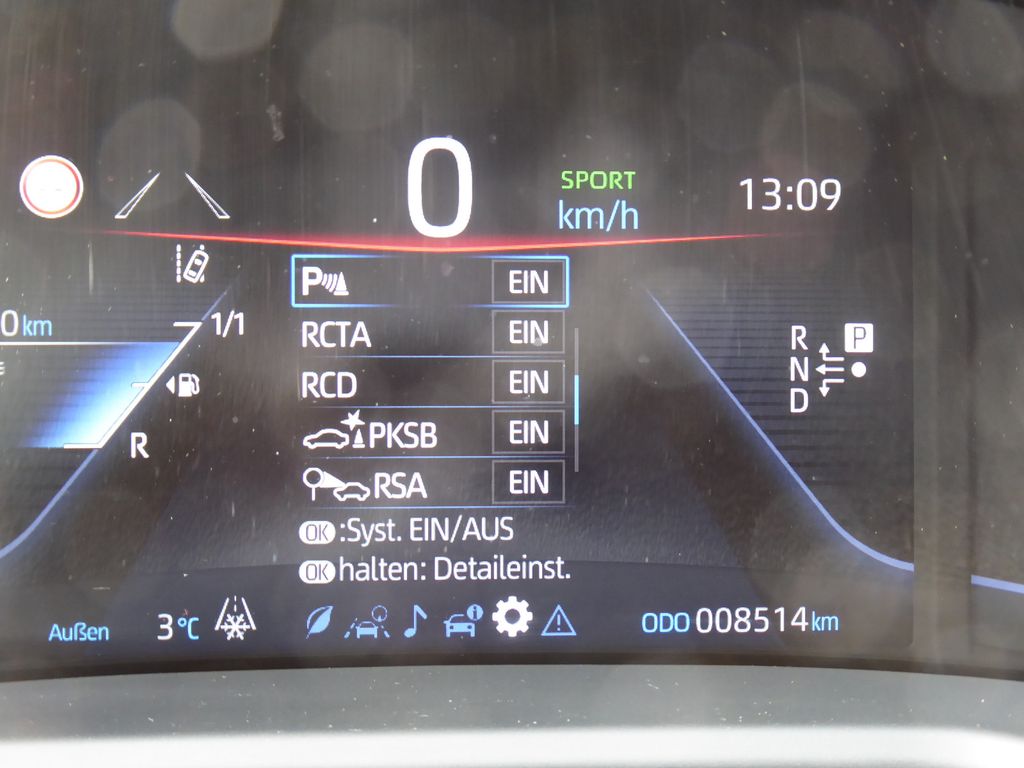 0
SPORT
km/h
13:09
P EIN
0 km
1/1
RCTA EIN
RCD EIN
R
PKSB EIN
RSA EIN
R P
N
D
OK :Syst. EIN/AUS
OK halten: Detaileinst.
Außen 3°C
i
ODO 008514 km